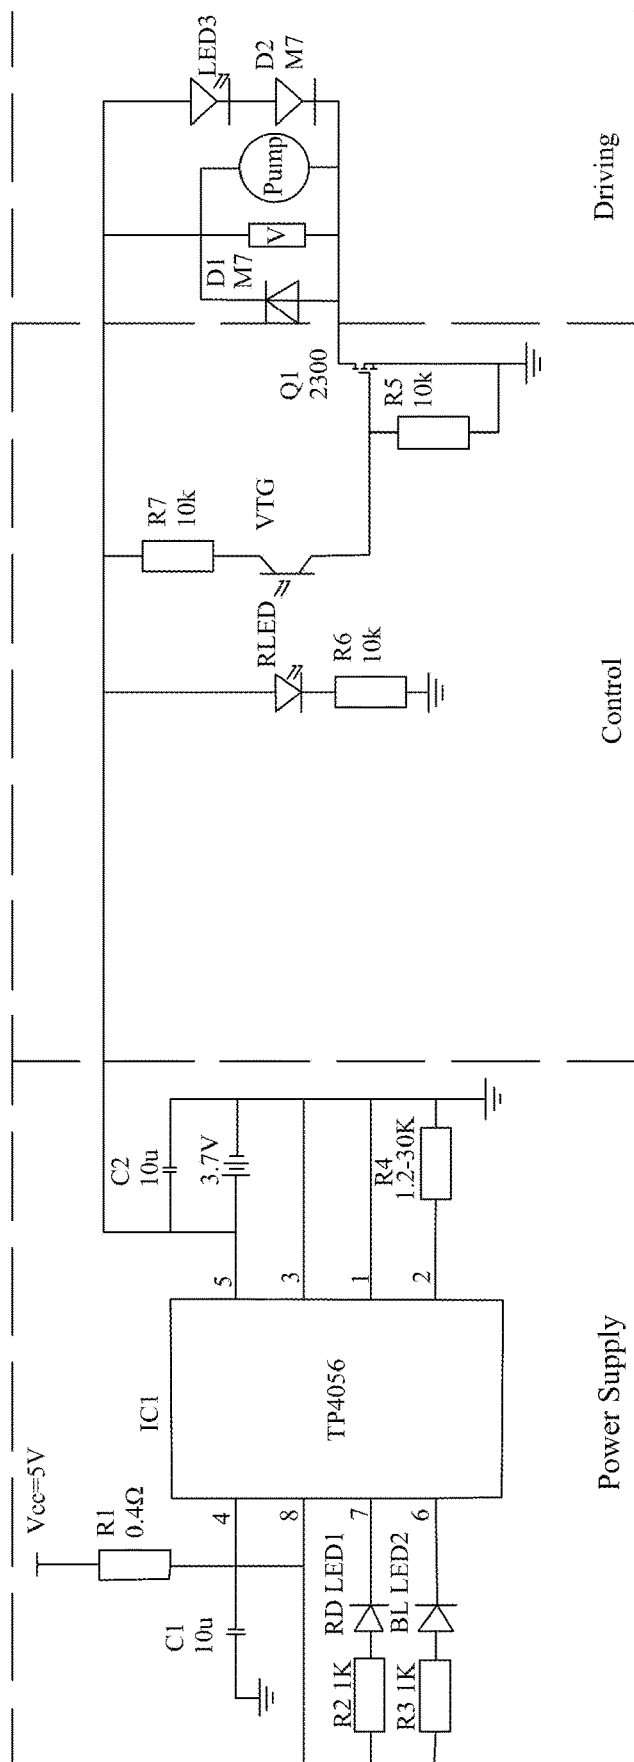 Vcc=5V
R1
0.4Ω
C1
10u
4
8
7
6
RD LED1
BL LED2
R2 1K
R3 1K
IC1
TP4056
5
3
1
2
C2
10u
3.7V
R4
1.2-30K
Power Supply
RLED
R6
10k
R7
10k
VTG
Q1
2300
R5
10k
Control
D1
M7
V
Pump
LED3
D2
M7
Driving